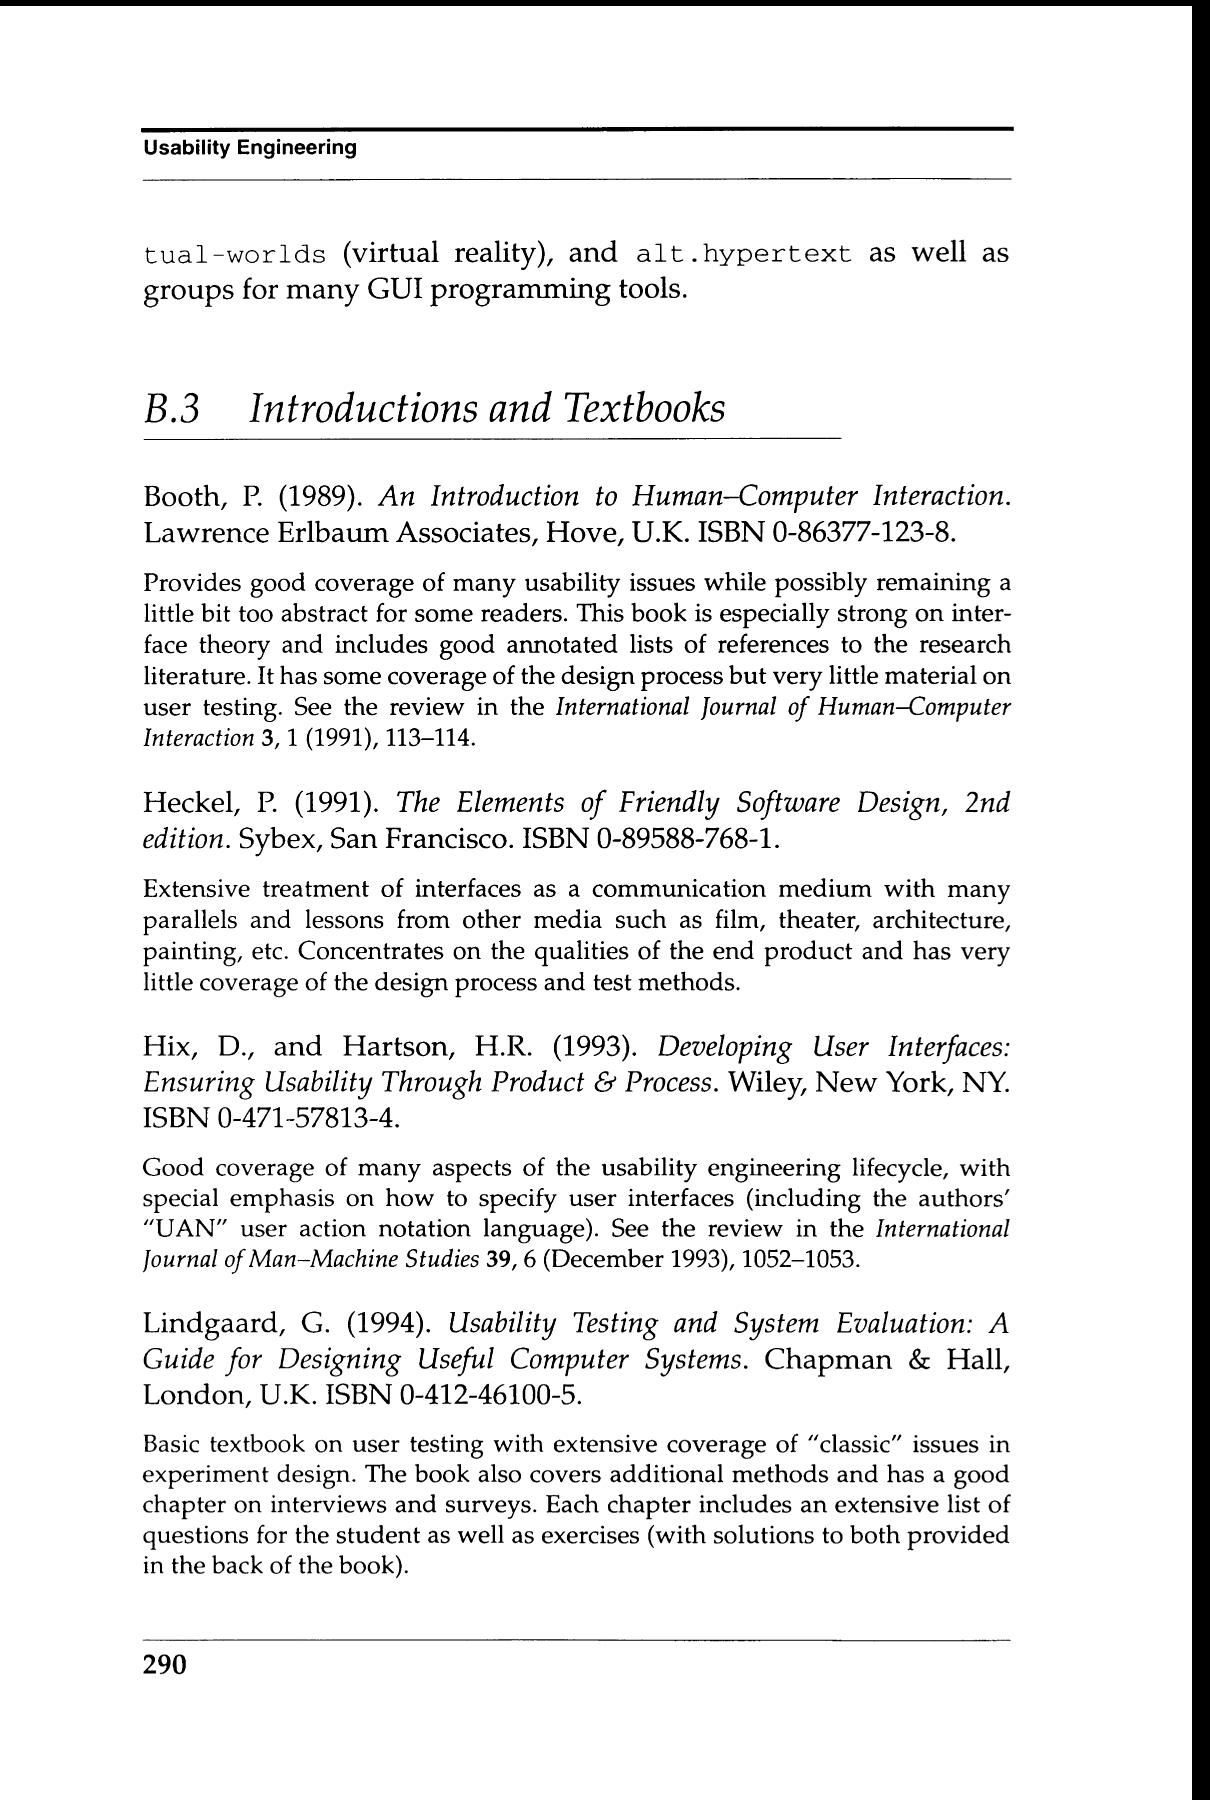 Usability Engineering
tual-worlds (virtual reality), and alt.hypertext as well as
groups for many GUI programming tools.
B.3 Introductions and Textbooks
Booth, P. (1989). An Introduction to Human–Computer Interaction.
Lawrence Erlbaum Associates, Hove, U.K. ISBN 0-86377-123-8.
Provides good coverage of many usability issues while possibly remaining a
little bit too abstract for some readers. This book is especially strong on inter-
face theory and includes good annotated lists of references to the research
literature. It has some coverage of the design process but very little material on
user testing. See the review in the International Journal of Human–Computer
Interaction 3, 1 (1991), 113–114.
Heckel, P. (1991). The Elements of Friendly Software Design, 2nd
edition. Sybex, San Francisco. ISBN 0-89588-768-1.
Extensive treatment of interfaces as a communication medium with many
parallels and lessons from other media such as film, theater, architecture,
painting, etc. Concentrates on the qualities of the end product and has very
little coverage of the design process and test methods.
Hix, D., and Hartson, H.R. (1993). Developing User Interfaces:
Ensuring Usability Through Product & Process. Wiley, New York, NY.
ISBN 0-471-57813-4.
Good coverage of many aspects of the usability engineering lifecycle, with
special emphasis on how to specify user interfaces (including the authors'
"UAN" user action notation language). See the review in the International
Journal of Man–Machine Studies 39, 6 (December 1993), 1052–1053.
Lindgaard, G. (1994). Usability Testing and System Evaluation: A
Guide for Designing Useful Computer Systems. Chapman & Hall,
London, U.K. ISBN 0-412-46100-5.
Basic textbook on user testing with extensive coverage of "classic" issues in
experiment design. The book also covers additional methods and has a good
chapter on interviews and surveys. Each chapter includes an extensive list of
questions for the student as well as exercises (with solutions to both provided
in the back of the book).
290